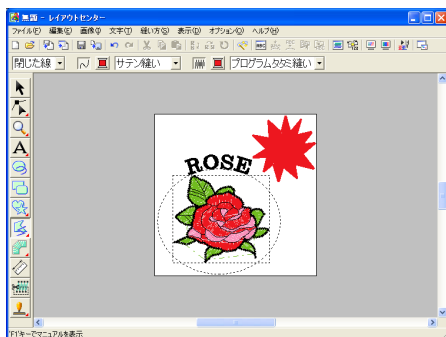 無題 - レイアウトセンター
ファイル(F) 編集(E) 画像(I) 文字(T) 縫い方(S) 表示(D) オプション(O) ヘルプ(H)
ABC
閉じた線 サテン縫い プログラムタタミ縫い
A
ROSE
'F1'キーでマニュアルを表示